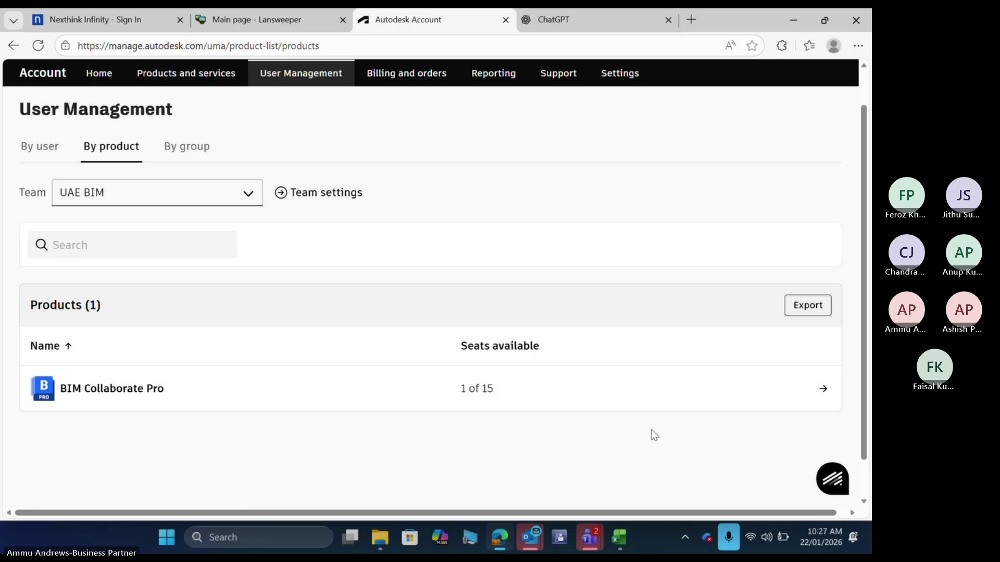 Nexthink Infinity - Sign In
Main page - Lansweeper
Autodesk Account
ChatGPT
https://manage.autodesk.com/uma/product-list/products
Account Home Products and services User Management Billing and orders Reporting Support Settings
User Management
By user By product By group
Team UAE BIM Team settings
Search
Products (1) Export
Name Seats available
B PRO BIM Collaborate Pro 1 of 15
FP JS
Feroz Kh... Jithu Su...
CJ AP
Chandra... Anup Ku...
AP AP
Ammu A... Ashish P...
FK
Faisal Ku...
Search
M365
2
10:27 AM
22/01/2026
Ammu Andrews-Business Partner